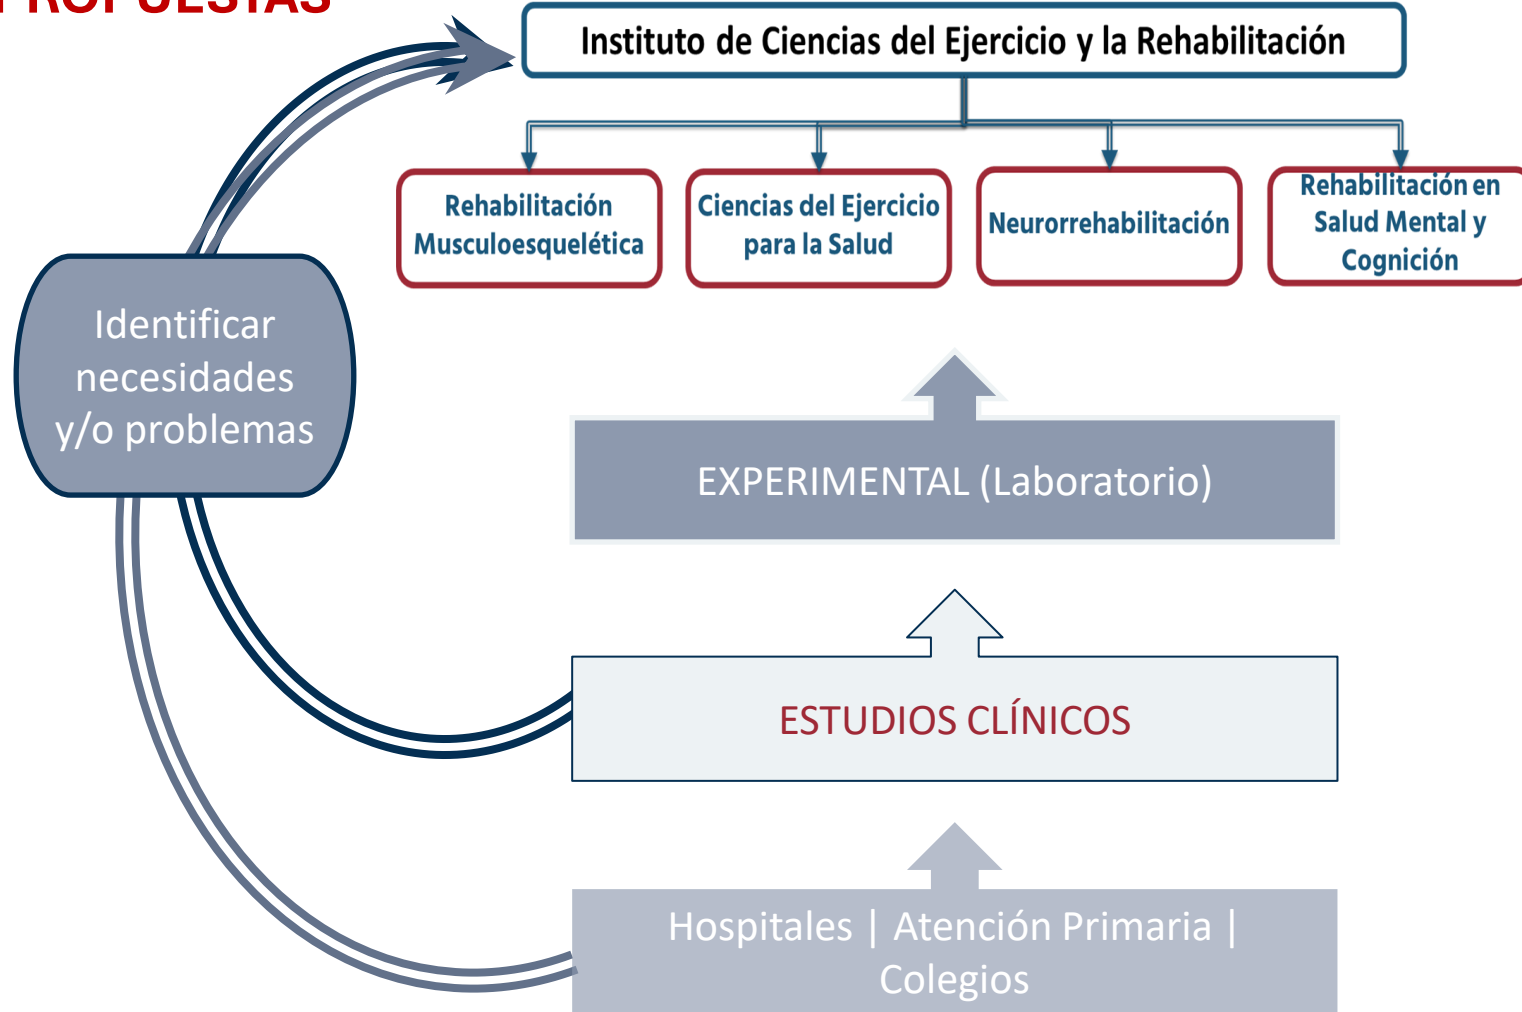 PROPUESTAS
Instituto de Ciencias del Ejercicio y la Rehabilitación
Rehabilitación
Musculoesquelética
Ciencias del Ejercicio
para la Salud
Neurorrehabilitación
Rehabilitación en
Salud Mental y
Cognición
Identificar
necesidades
y/o problemas
EXPERIMENTAL (Laboratorio)
ESTUDIOS CLÍNICOS
Hospitales | Atención Primaria |
Colegios